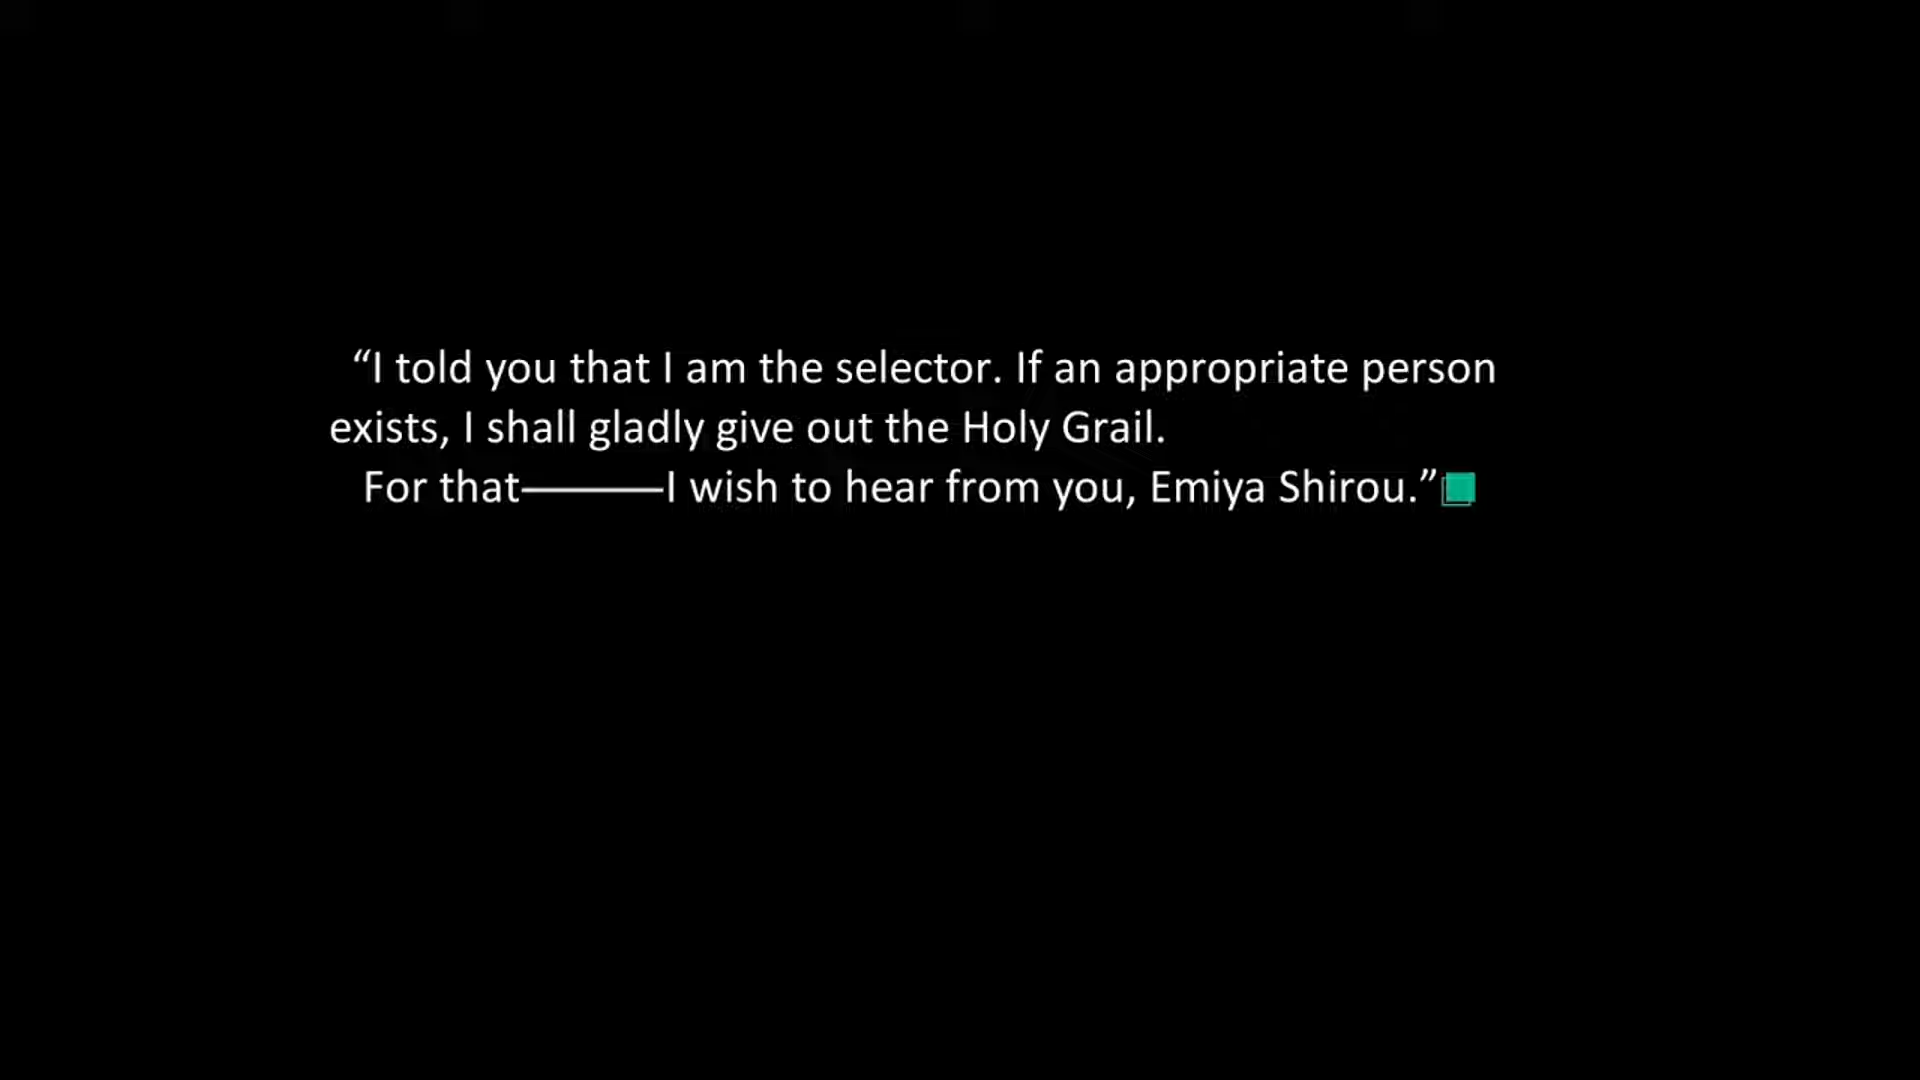 “I told you that I am the selector. If an appropriate person
exists, I shall gladly give out the Holy Grail.
For that―――I wish to hear from you, Emiya Shirou.”